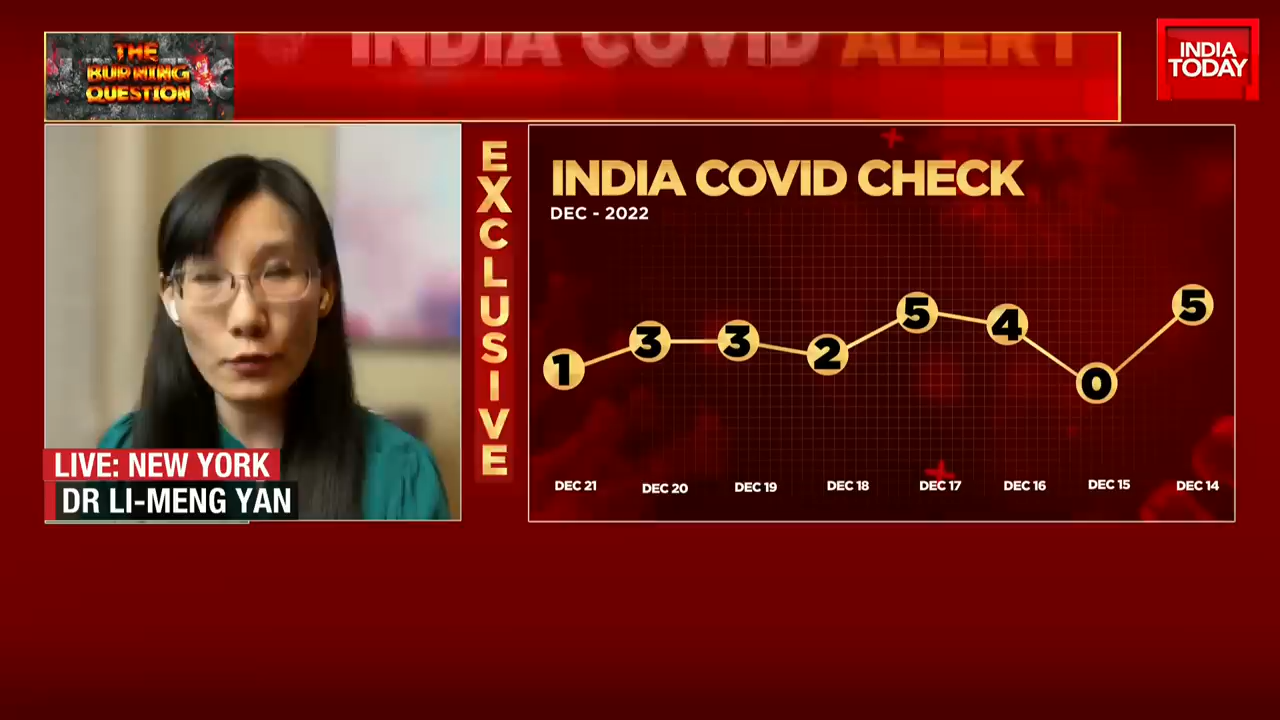 THE
BURNING
QUESTION
INDIA COVID ALERT
INDIA
TODAY
EXCLUSIVE
INDIA COVID CHECK
DEC - 2022
1
3
3
2
5
4
0
5
DEC 21
DEC 20
DEC 19
DEC 18
DEC 17
DEC 16
DEC 15
DEC 14
LIVE: NEW YORK
DR LI-MENG YAN